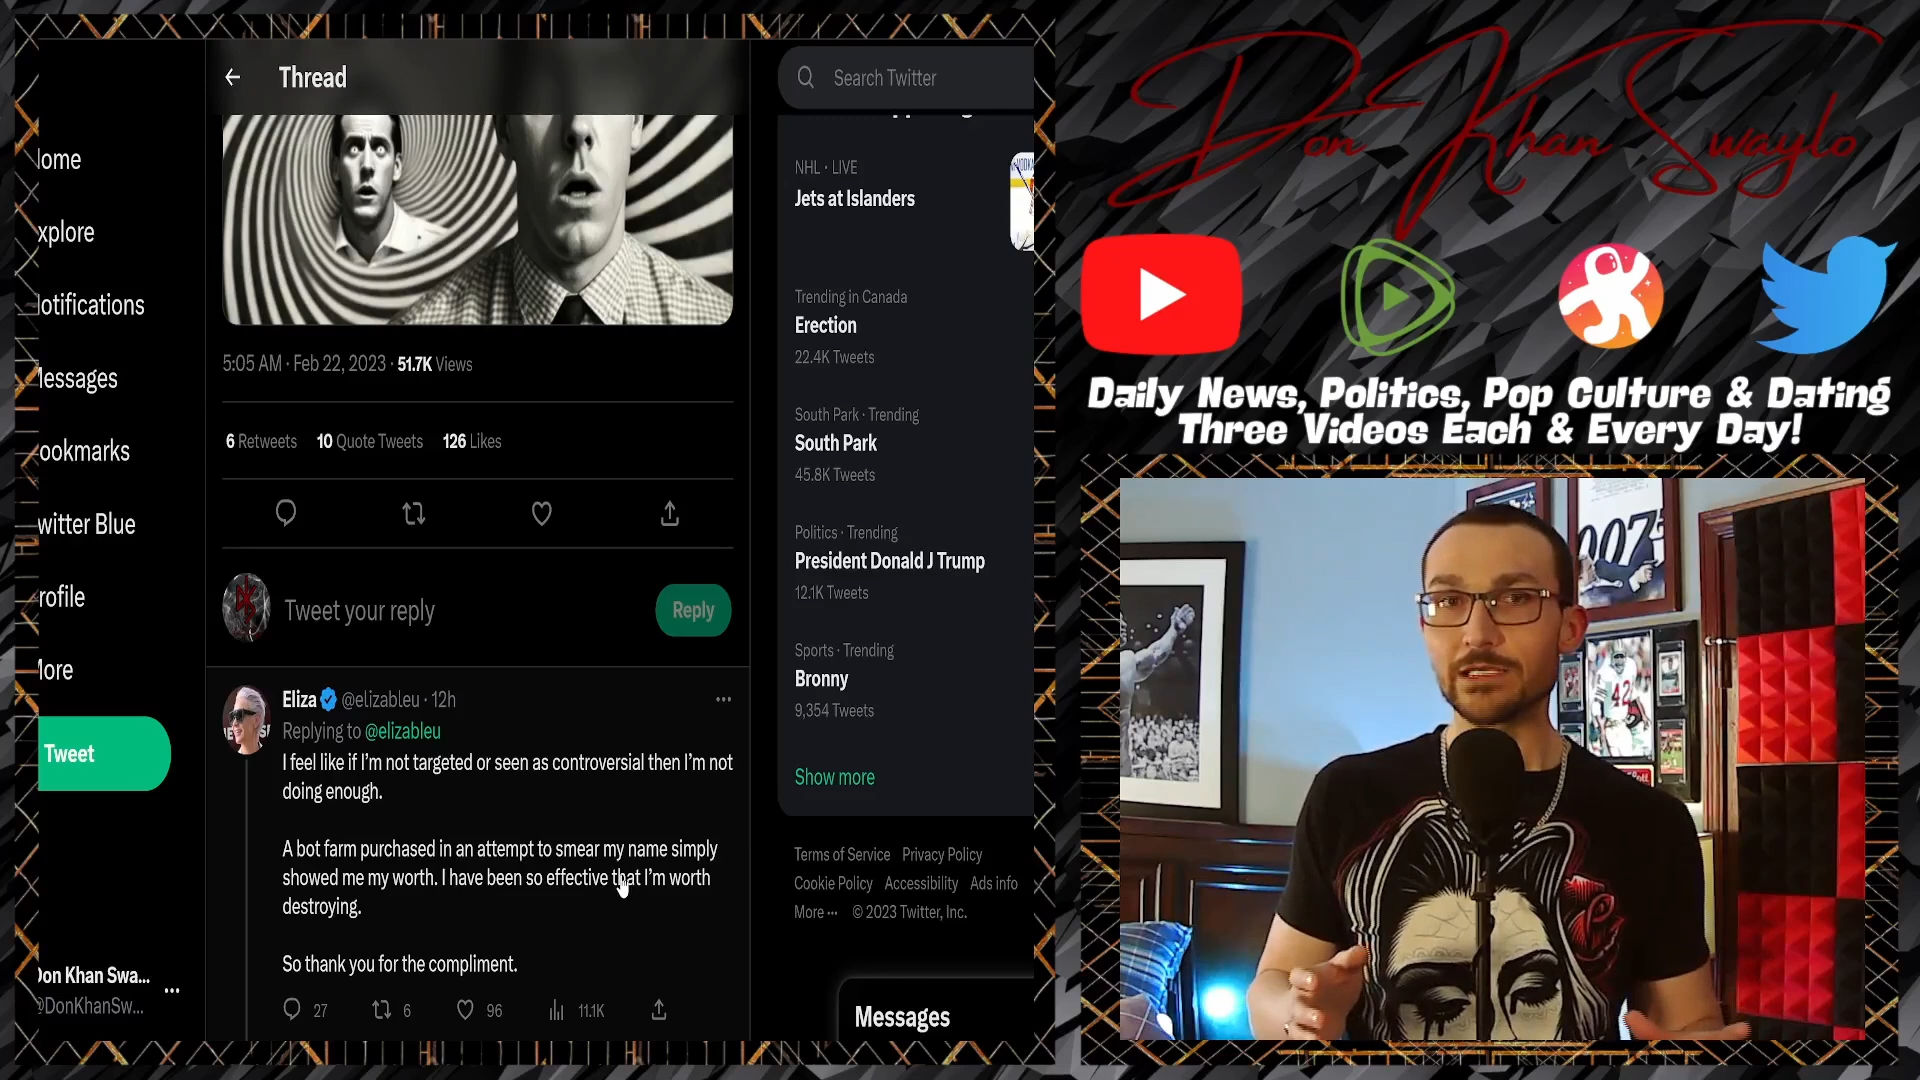 Thread
Search Twitter
ome
xplore
otifications
essages
ookmarks
witter Blue
rofile
ore
Tweet
Don Khan Swa...
@DonKhanSw...
5:05 AM · Feb 22, 2023 · 51.7K Views
6 Retweets 10 Quote Tweets 126 Likes
Tweet your reply
Reply
Eliza @elizableu · 12h
Replying to @elizableu
I feel like if I'm not targeted or seen as controversial then I'm not
doing enough.
A bot farm purchased in an attempt to smear my name simply
showed me my worth. I have been so effective that I'm worth
destroying.
So thank you for the compliment.
27 6 96 11.1K
NHL · LIVE
Jets at Islanders
Trending in Canada
Erection
22.4K Tweets
South Park · Trending
South Park
45.8K Tweets
Politics · Trending
President Donald J Trump
12.1K Tweets
Sports · Trending
Bronny
9,354 Tweets
Show more
Terms of Service Privacy Policy
Cookie Policy Accessibility Ads info
More ··· © 2023 Twitter, Inc.
Messages
Don Khan Swaylo
Daily News, Politics, Pop Culture & Dating
Three Videos Each & Every Day!
007
42